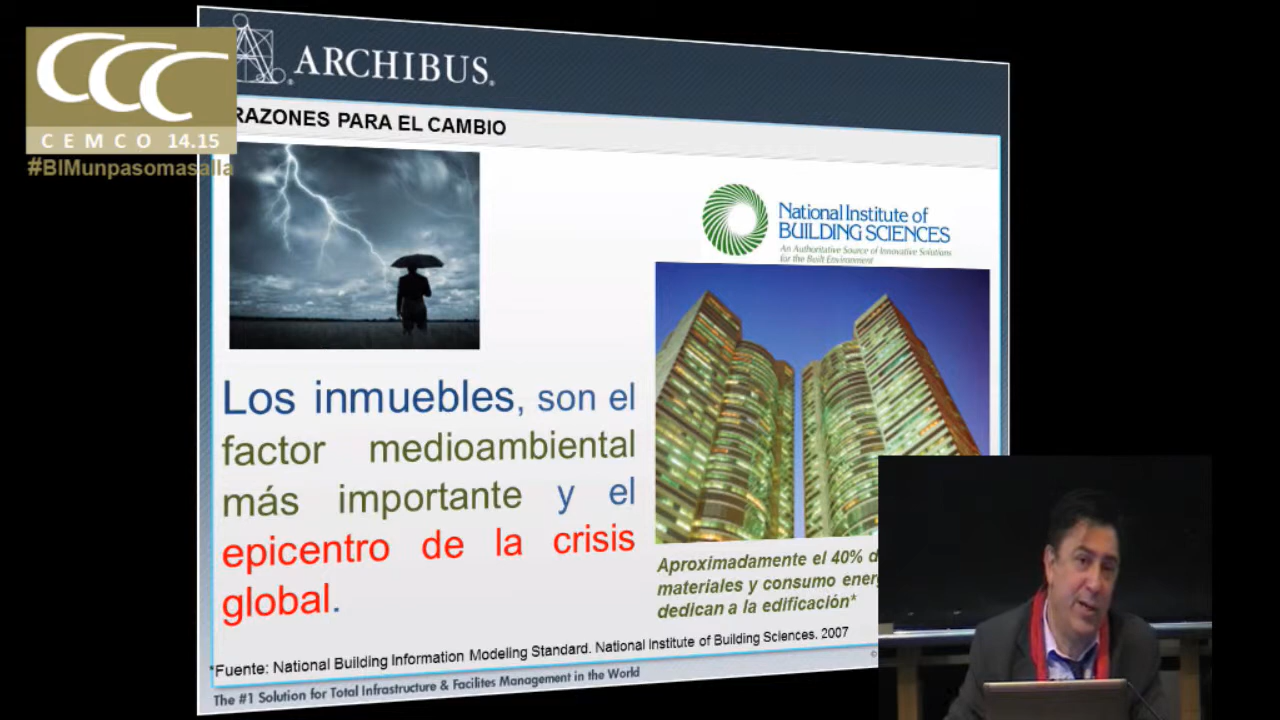 CCC
CEMCO 14.15
#BIMunpasomasalla
ARCHIBUS®
RAZONES PARA EL CAMBIO
National Institute of
BUILDING SCIENCES
An Authoritative Source of Innovative Solutions
for the Built Environment
Los inmuebles, son el
factor medioambiental
más importante y el
epicentro de la crisis
global.
Aproximadamente el 40% d
materiales y consumo ener
dedican a la edificación*
*Fuente: National Building Information Modeling Standard. National Institute of Building Sciences. 2007
The #1 Solution for Total Infrastructure & Facilites Management in the World
©